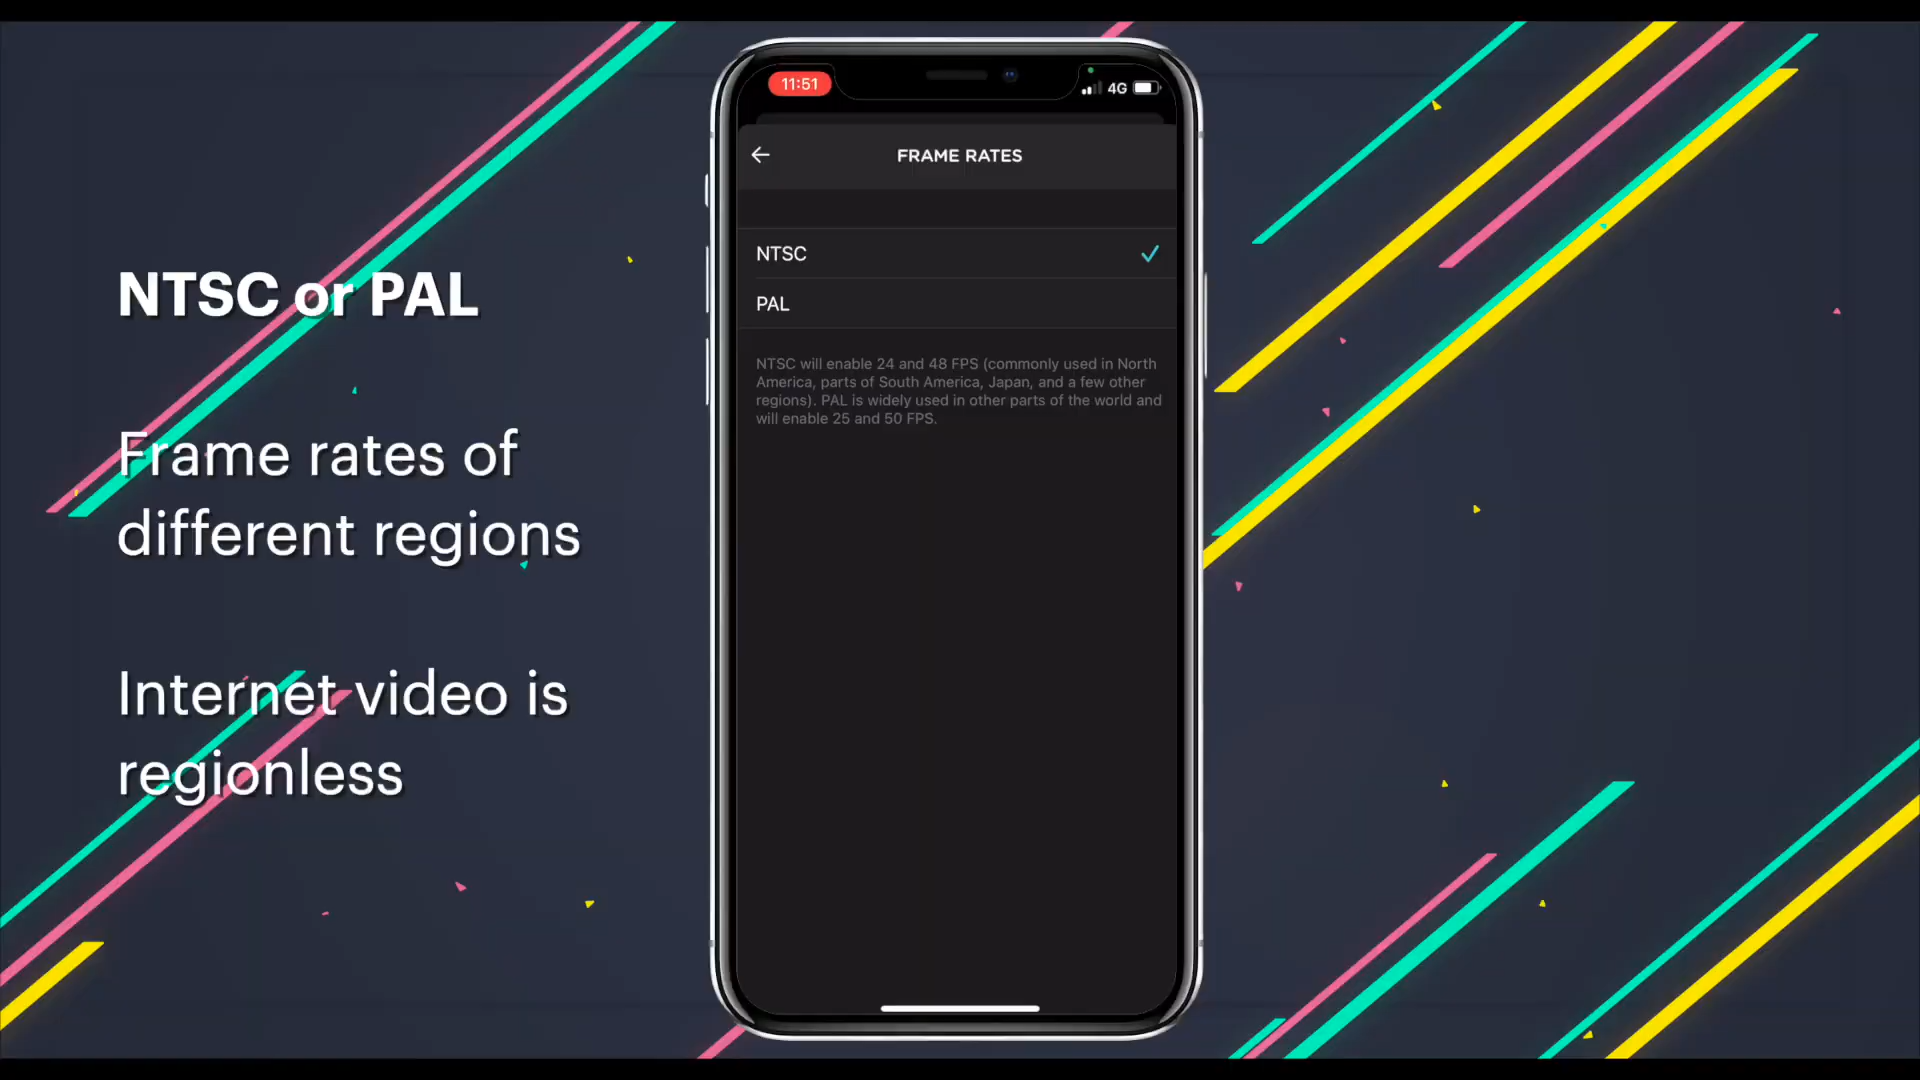 NTSC or PAL
Frame rates of
different regions
Internet video is
regionless
11:51
4G
FRAME RATES
NTSC
PAL
NTSC will enable 24 and 48 FPS (commonly used in North
America, parts of South America, Japan, and a few other
regions). PAL is widely used in other parts of the world and
will enable 25 and 50 FPS.